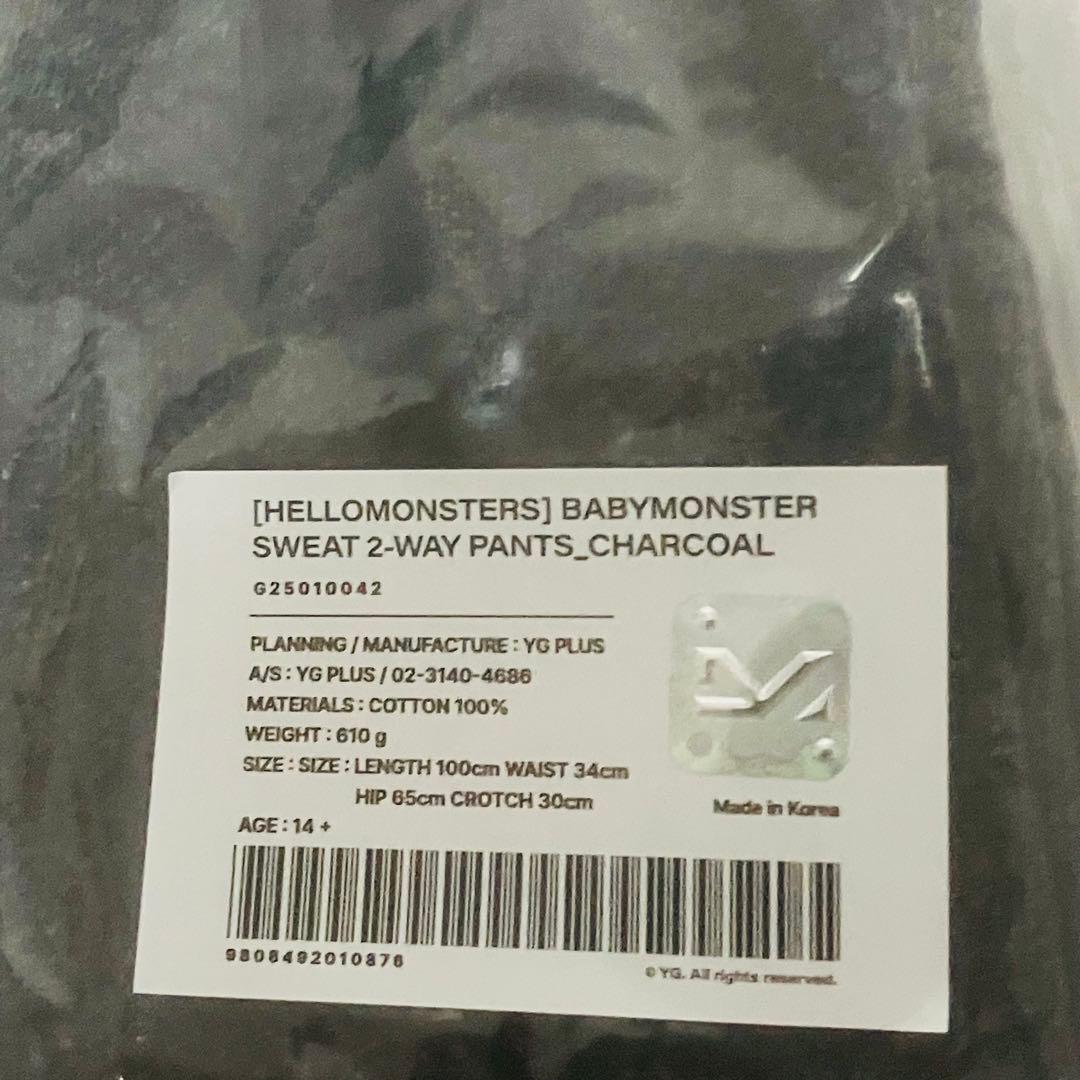 [HELLOMONSTERS] BABYMONSTER
SWEAT 2-WAY PANTS_CHARCOAL
G25010042
PLANNING / MANUFACTURE : YG PLUS
A/S : YG PLUS / 02-3140-4686
MATERIALS : COTTON 100%
WEIGHT : 610 g
SIZE : SIZE : LENGTH 100cm WAIST 34cm
HIP 65cm CROTCH 30cm
AGE : 14 +
Made in Korea
9808492010876
© YG. All rights reserved.